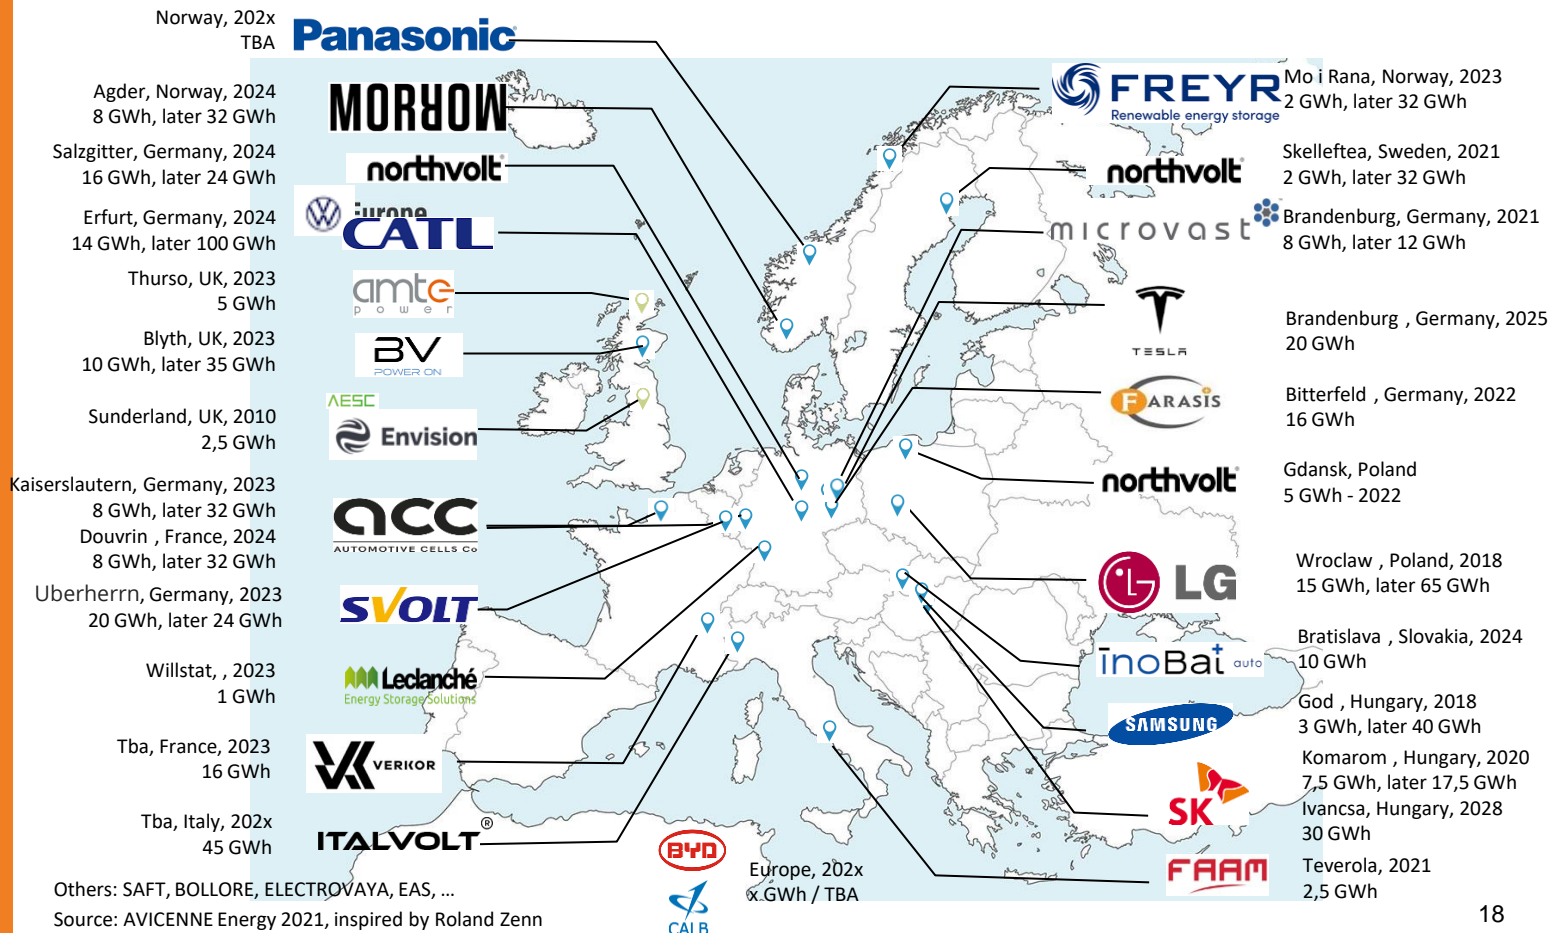 Norway, 202x
TBA
Panasonic
Agder, Norway, 2024
8 GWh, later 32 GWh
MORROW
Salzgitter, Germany, 2024
16 GWh, later 24 GWh
northvolt
Erfurt, Germany, 2024
14 GWh, later 100 GWh
Europe
CATL
Thurso, UK, 2023
5 GWh
amte
power
Blyth, UK, 2023
10 GWh, later 35 GWh
BV
POWER ON
Sunderland, UK, 2010
2,5 GWh
AESC
Envision
Kaiserslautern, Germany, 2023
8 GWh, later 32 GWh
Douvrin , France, 2024
8 GWh, later 32 GWh
acc
AUTOMOTIVE CELLS Co
Uberherrn, Germany, 2023
20 GWh, later 24 GWh
SVOLT
Willstat, , 2023
1 GWh
Leclanché
Energy Storage Solutions
Tba, France, 2023
16 GWh
VERKOR
Tba, Italy, 202x
45 GWh
ITALVOLT®
Others: SAFT, BOLLORE, ELECTROVAYA, EAS, ...
Source: AVICENNE Energy 2021, inspired by Roland Zenn
BYD
CALB
Europe, 202x
x GWh / TBA
FREYR
Renewable energy storage
Mo i Rana, Norway, 2023
2 GWh, later 32 GWh
northvolt
Skelleftea, Sweden, 2021
2 GWh, later 32 GWh
microvast
Brandenburg, Germany, 2021
8 GWh, later 12 GWh
TESLA
Brandenburg , Germany, 2025
20 GWh
FARASIS
Bitterfeld , Germany, 2022
16 GWh
northvolt
Gdansk, Poland
5 GWh - 2022
LG
Wroclaw , Poland, 2018
15 GWh, later 65 GWh
inoBat auto
Bratislava , Slovakia, 2024
10 GWh
SAMSUNG
God , Hungary, 2018
3 GWh, later 40 GWh
SK
Komarom , Hungary, 2020
7,5 GWh, later 17,5 GWh
Ivancsa, Hungary, 2028
30 GWh
FAAM
Teverola, 2021
2,5 GWh
18